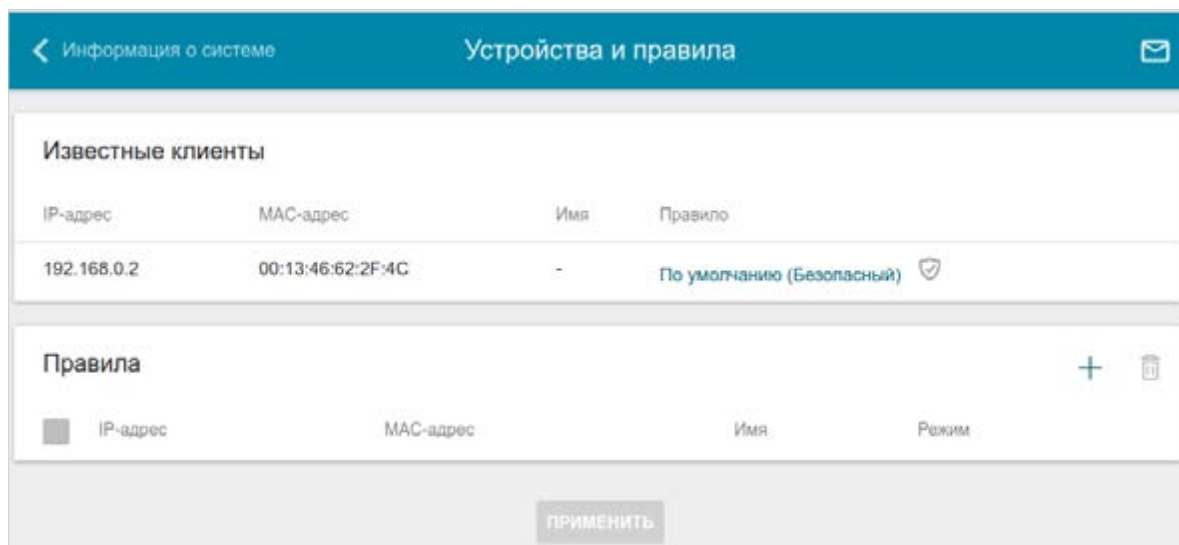 Информация о системе Устройства и правила
Известные клиенты
IP-адрес MAC-адрес Имя Правило
192.168.0.2 00:13:46:62:2F:4C - По умолчанию (Безопасный)
Правила
IP-адрес MAC-адрес Имя Режим
ПРИМЕНИТЬ